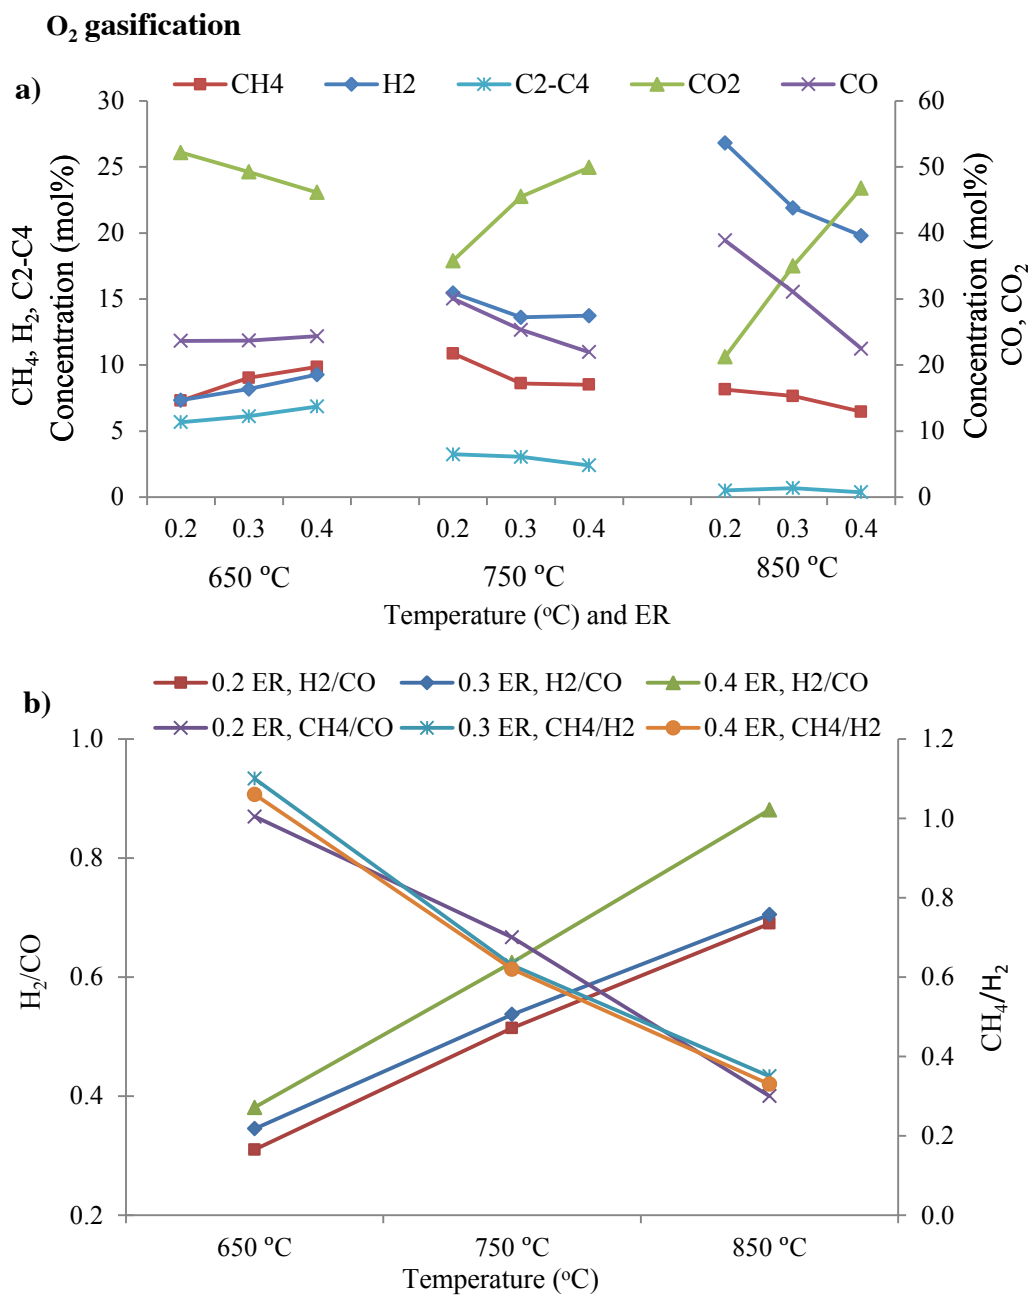 O₂ gasification
a)
CH4 H2 C2-C4 CO2 CO
30
25
20
15
10
5
0
CH₄, H₂, C2-C4
Concentration (mol%)
60
50
40
30
20
10
0
Concentration (mol%)
CO, CO₂
0.2 0.3 0.4 0.2 0.3 0.4 0.2 0.3 0.4
650 ºC 750 ºC 850 ºC
Temperature (ºC) and ER
b)
0.2 ER, H2/CO 0.3 ER, H2/CO 0.4 ER, H2/CO
0.2 ER, CH4/CO 0.3 ER, CH4/H2 0.4 ER, CH4/H2
1.0
0.8
0.6
0.4
0.2
H₂/CO
1.2
1.0
0.8
0.6
0.4
0.2
0.0
CH₄/H₂
650 ºC 750 ºC 850 ºC
Temperature (ºC)